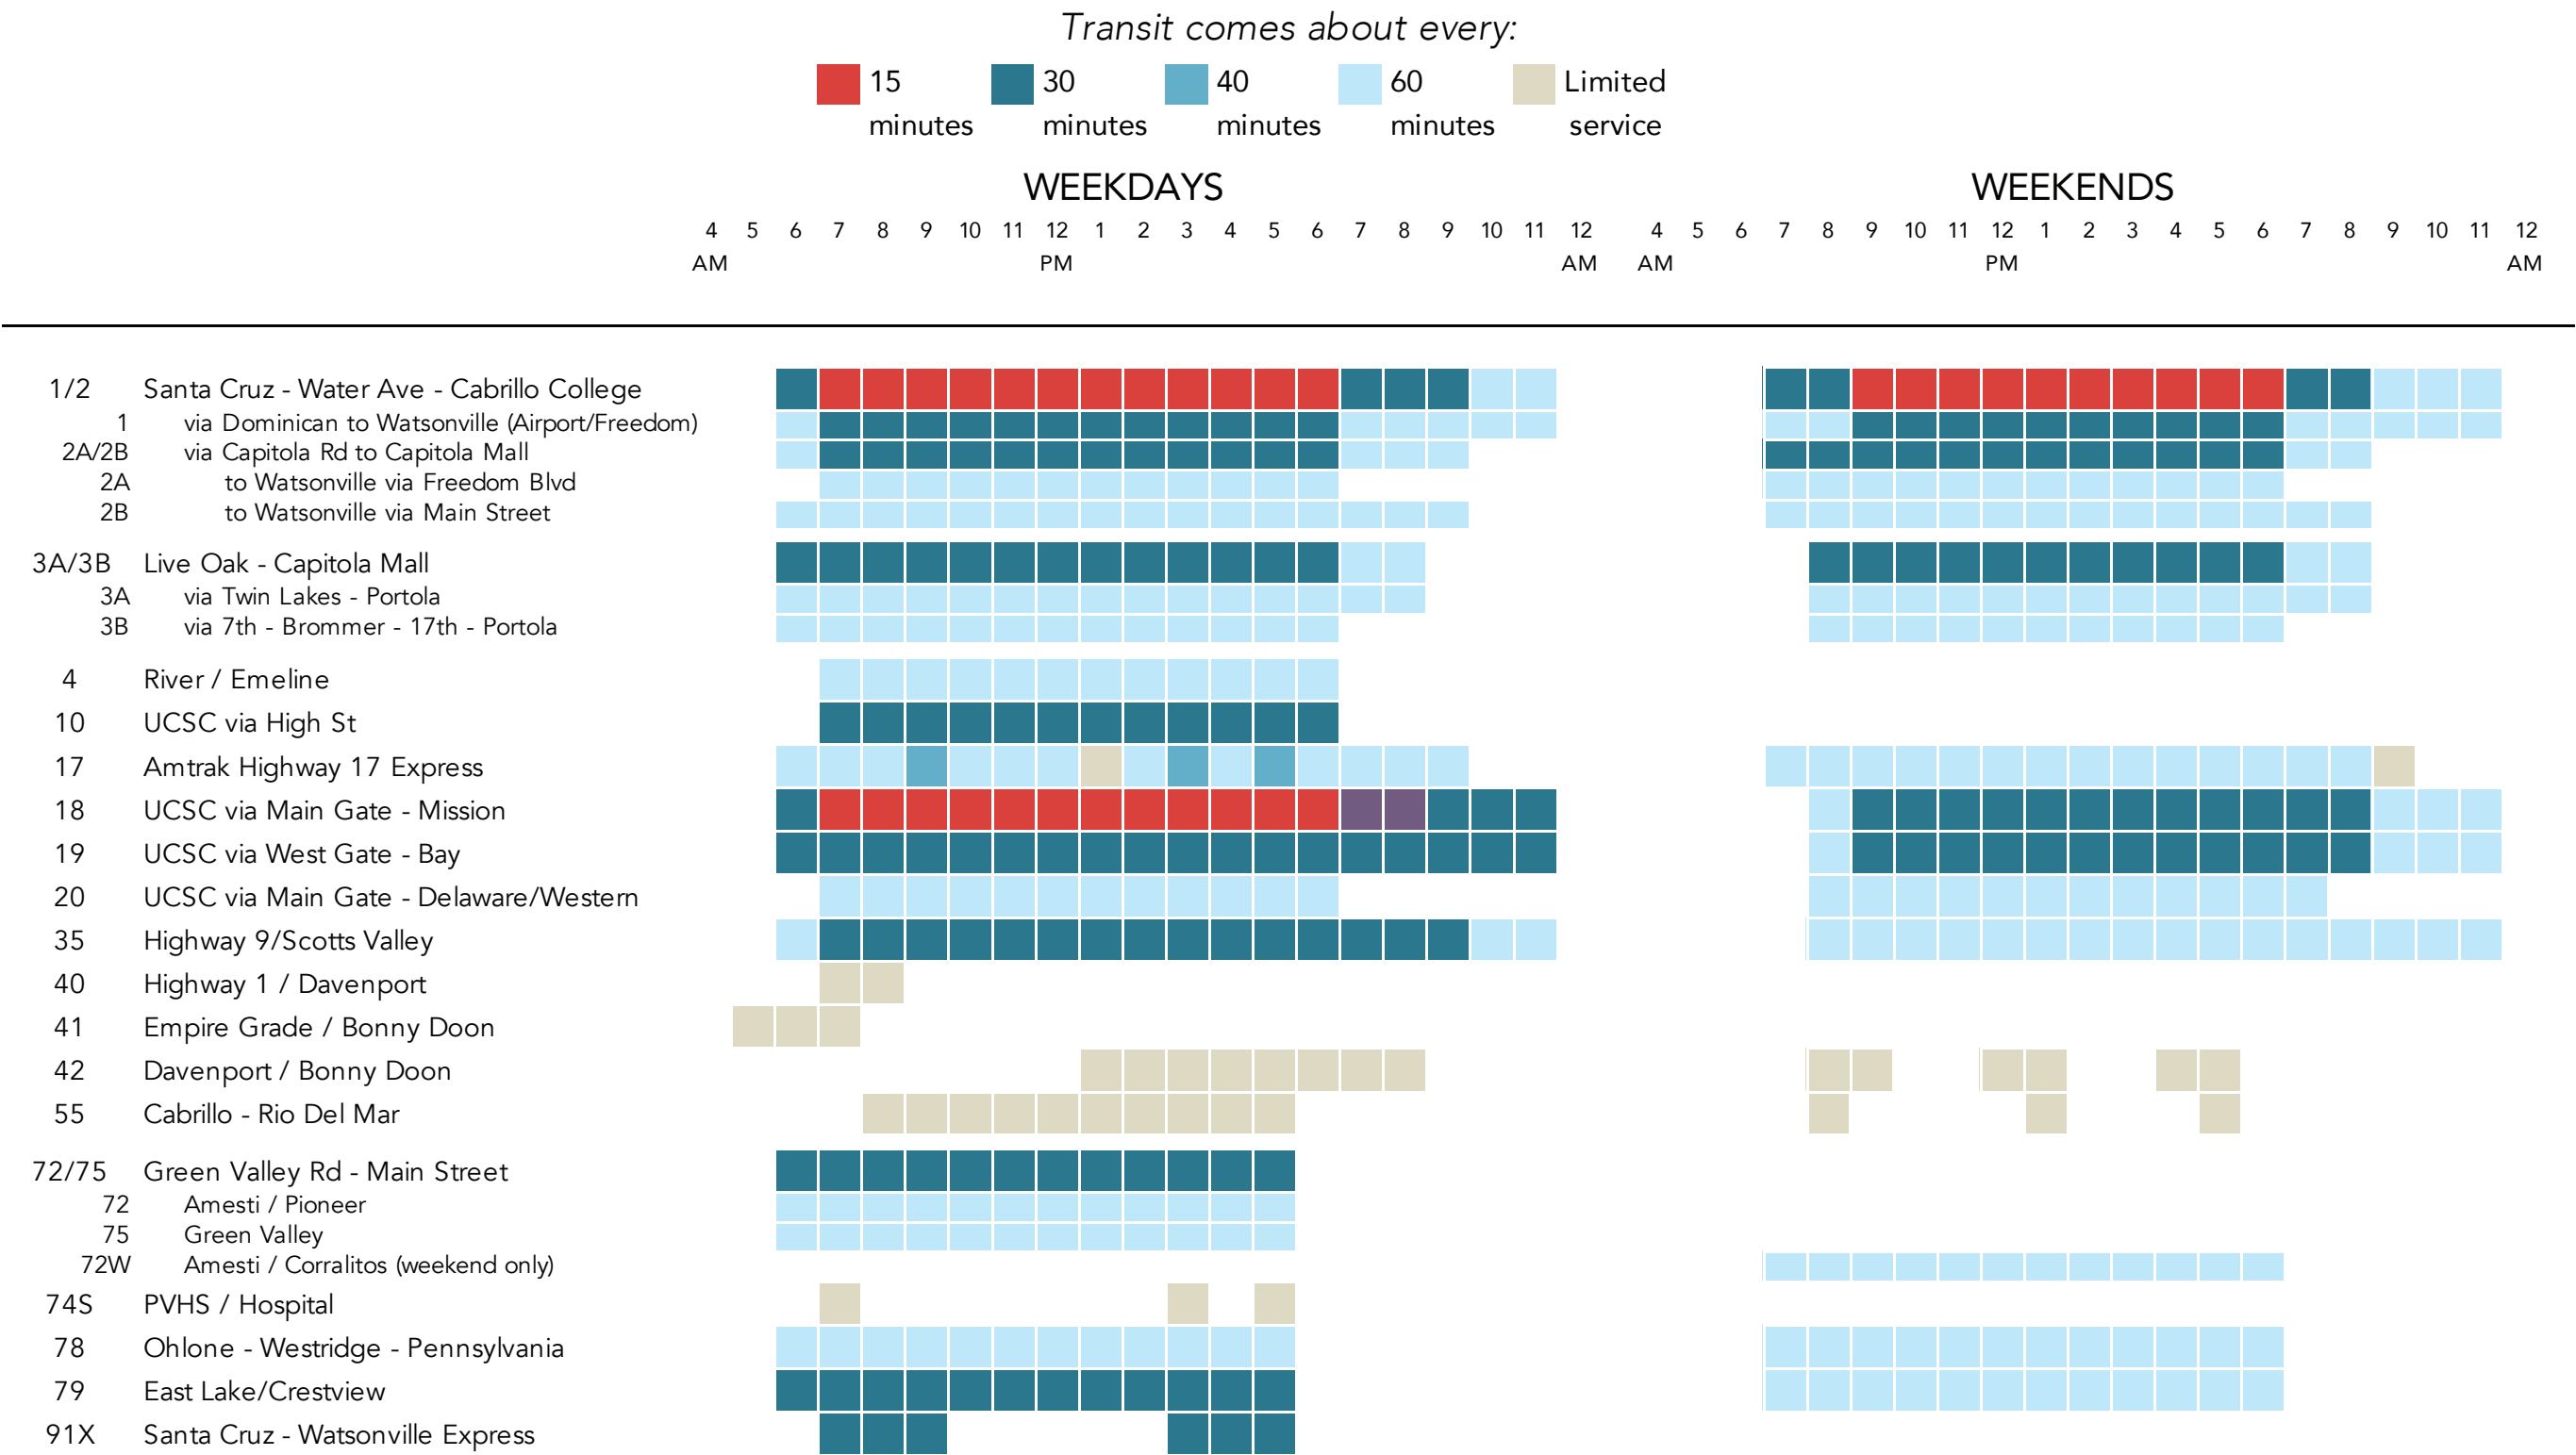 Transit comes about every:
15 minutes
30 minutes
40 minutes
60 minutes
Limited service
WEEKDAYS
WEEKENDS
4 5 6 7 8 9 10 11 12 1 2 3 4 5 6 7 8 9 10 11 12 4 5 6 7 8 9 10 11 12 1 2 3 4 5 6 7 8 9 10 11 12
AM PM AM AM PM AM
1/2 Santa Cruz - Water Ave - Cabrillo College
1 via Dominican to Watsonville (Airport/Freedom)
2A/2B via Capitola Rd to Capitola Mall
2A to Watsonville via Freedom Blvd
2B to Watsonville via Main Street
3A/3B Live Oak - Capitola Mall
3A via Twin Lakes - Portola
3B via 7th - Brommer - 17th - Portola
4 River / Emeline
10 UCSC via High St
17 Amtrak Highway 17 Express
18 UCSC via Main Gate - Mission
19 UCSC via West Gate - Bay
20 UCSC via Main Gate - Delaware/Western
35 Highway 9/Scotts Valley
40 Highway 1 / Davenport
41 Empire Grade / Bonny Doon
42 Davenport / Bonny Doon
55 Cabrillo - Rio Del Mar
72/75 Green Valley Rd - Main Street
72 Amesti / Pioneer
75 Green Valley
72W Amesti / Corralitos (weekend only)
74S PVHS / Hospital
78 Ohlone - Westridge - Pennsylvania
79 East Lake/Crestview
91X Santa Cruz - Watsonville Express